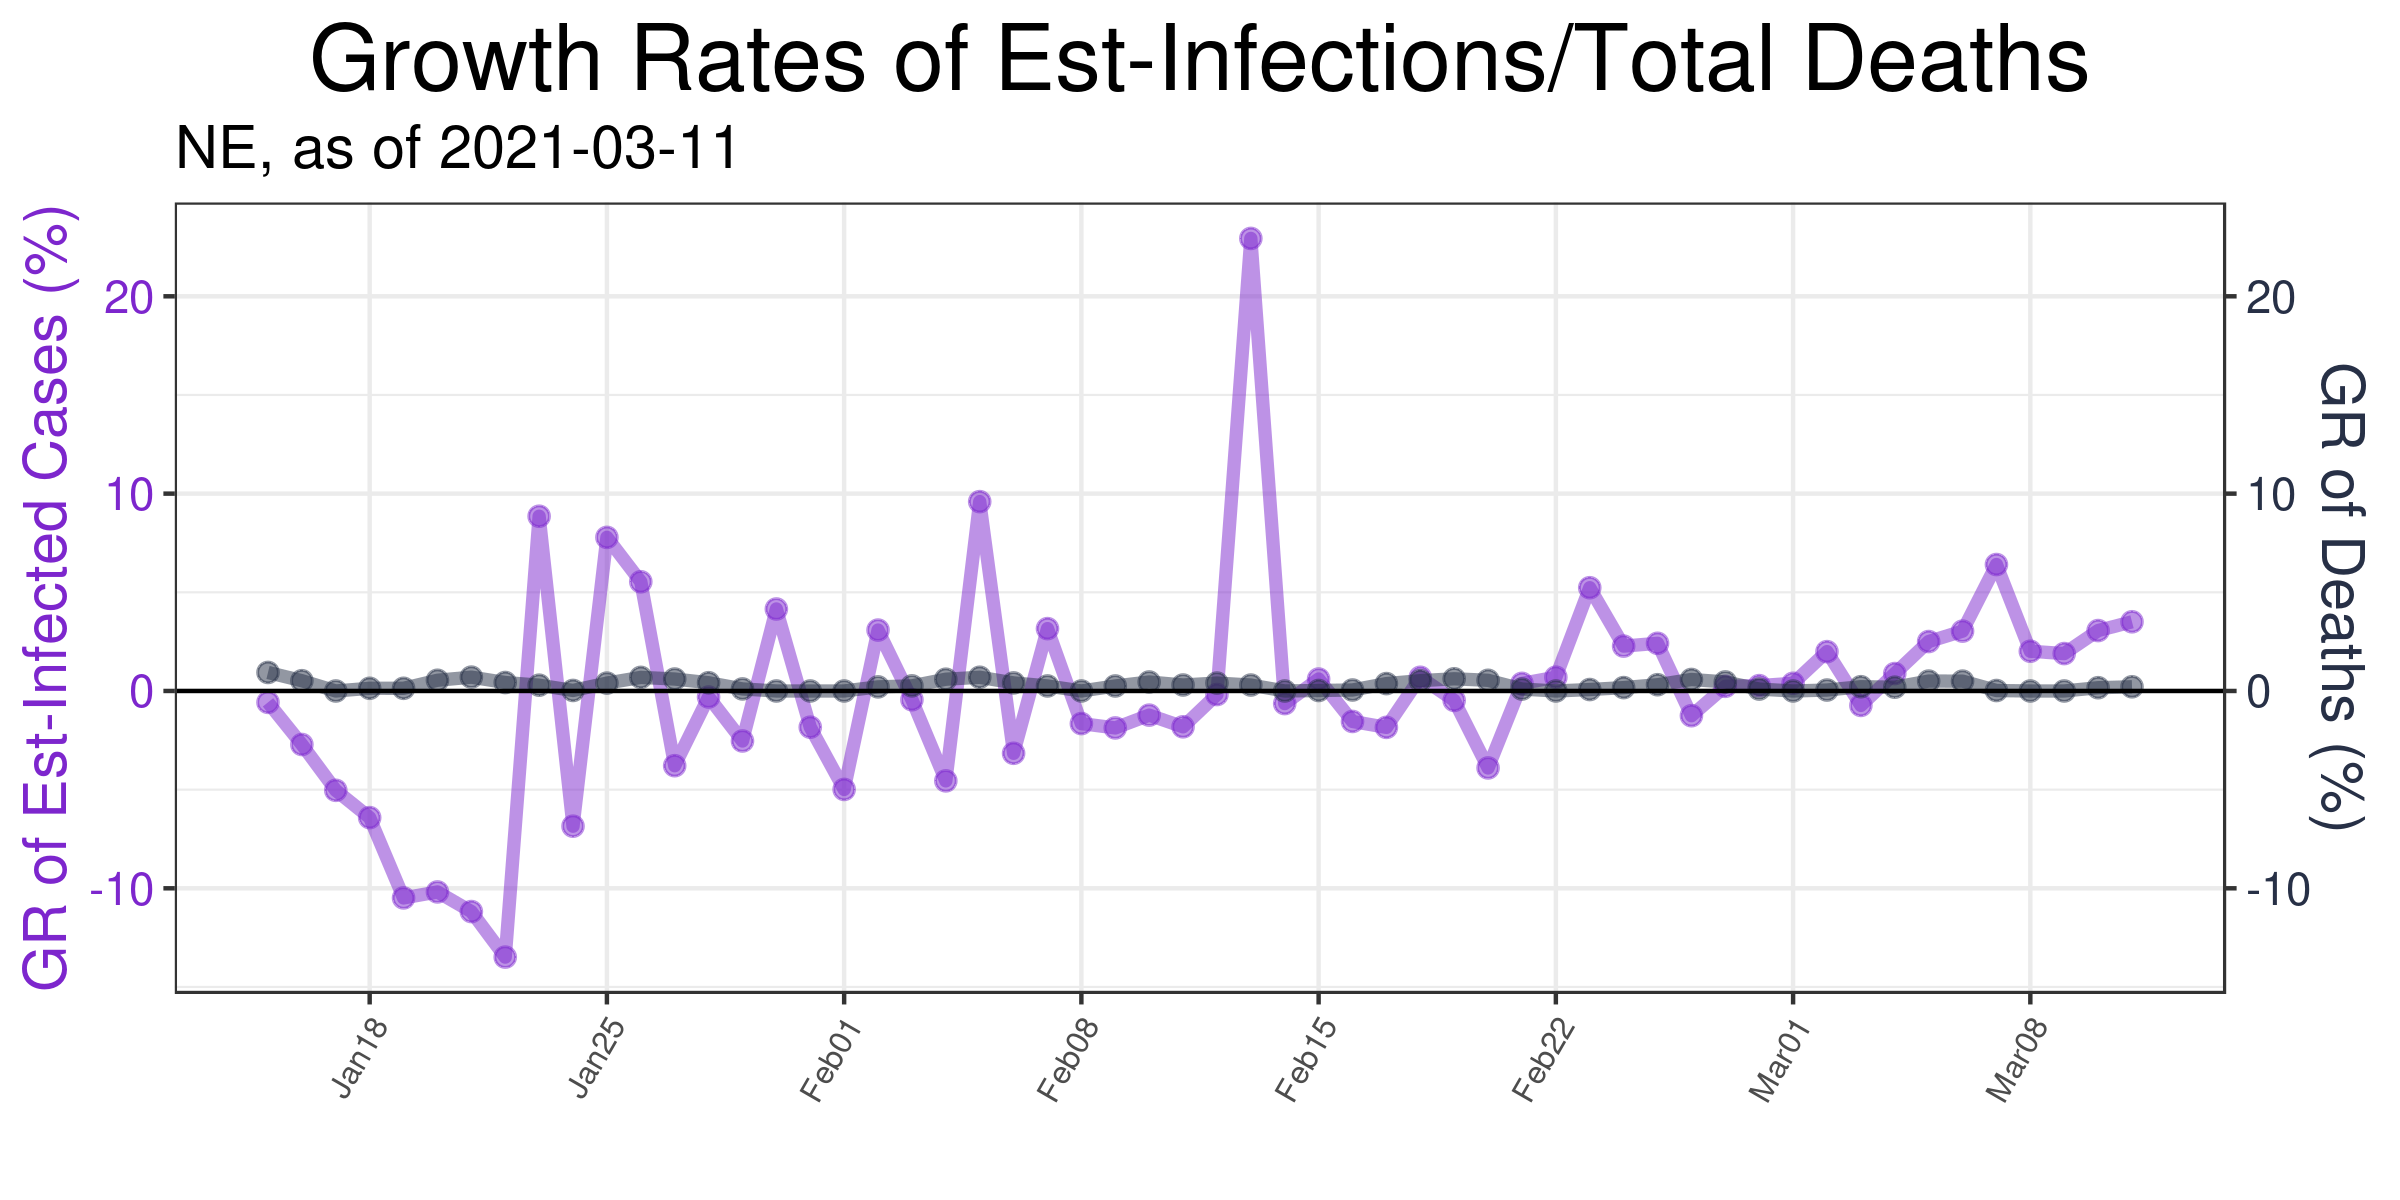 Growth Rates of Est-Infections/Total Deaths
NE, as of 2021-03-11
GR of Est-Infected Cases (%)
20
10
0
-10
20
10
0
-10
GR of Deaths (%)
Jan18
Jan25
Feb01
Feb08
Feb15
Feb22
Mar01
Mar08